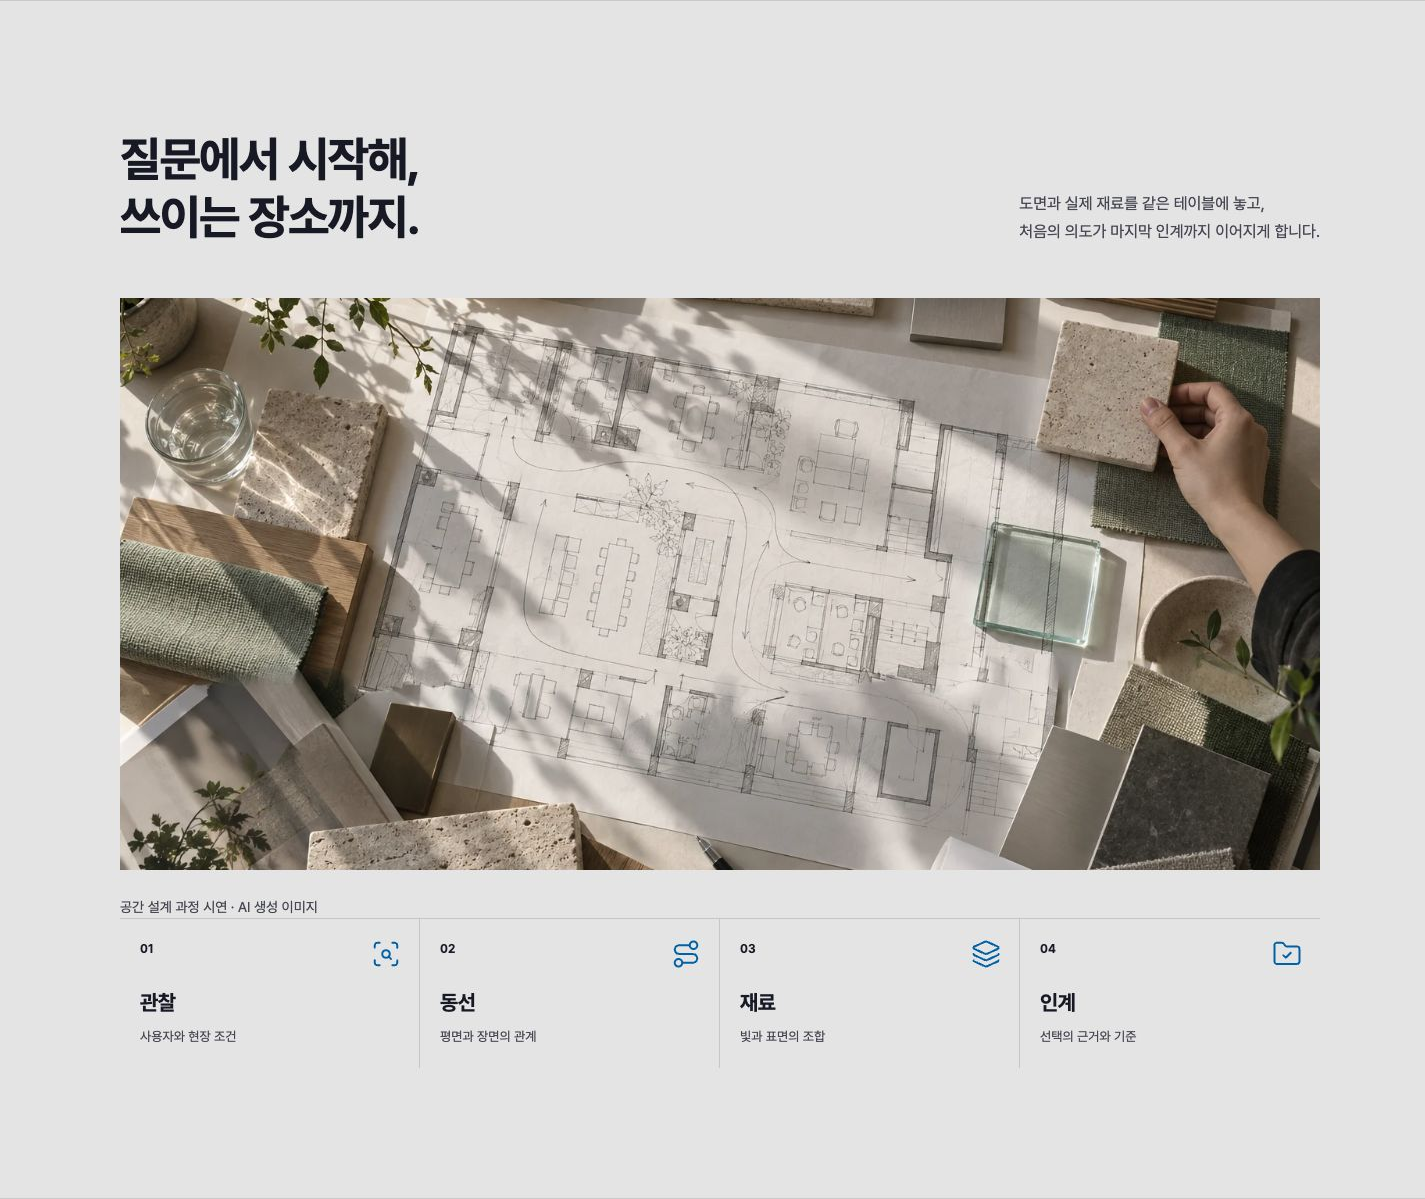 질문에서 시작해,
쓰이는 장소까지.
도면과 실제 재료를 같은 테이블에 놓고,
처음의 의도가 마지막 인계까지 이어지게 합니다.
공간 설계 과정 시연 · AI 생성 이미지
01
관찰
사용자와 현장 조건
02
동선
평면과 장면의 관계
03
재료
빛과 표면의 조합
04
인계
선택의 근거와 기준